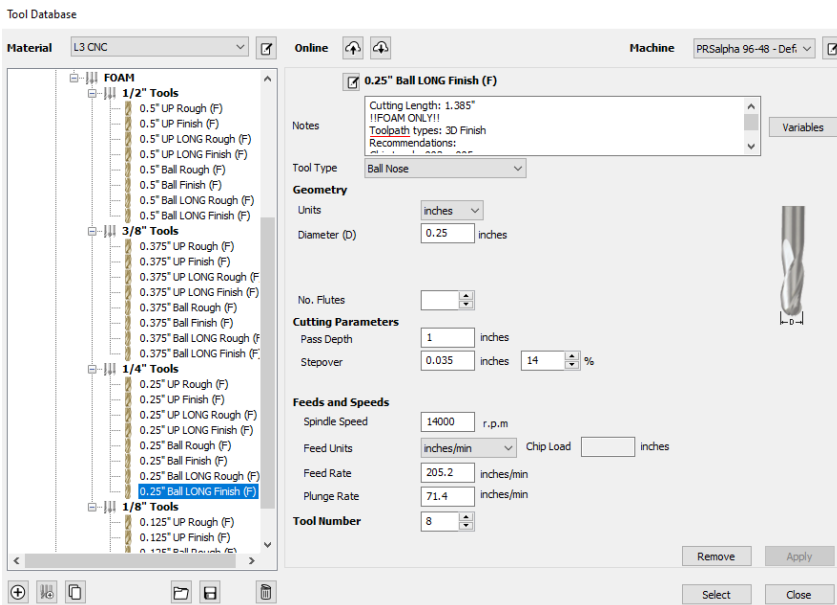 Tool Database
Material
L3 CNC
Online
Machine
PRSalpha 96-48 - Defa
FOAM
1/2" Tools
0.5" UP Rough (F)
0.5" UP Finish (F)
0.5" UP LONG Rough (F)
0.5" UP LONG Finish (F)
0.5" Ball Rough (F)
0.5" Ball Finish (F)
0.5" Ball LONG Rough (F)
0.5" Ball LONG Finish (F)
3/8" Tools
0.375" UP Rough (F)
0.375" UP Finish (F)
0.375" UP LONG Rough (F
0.375" UP LONG Finish (F)
0.375" Ball Rough (F)
0.375" Ball Finish (F)
0.375" Ball LONG Rough (F
0.375" Ball LONG Finish (F)
1/4" Tools
0.25" UP Rough (F)
0.25" UP Finish (F)
0.25" UP LONG Rough (F)
0.25" UP LONG Finish (F)
0.25" Ball Rough (F)
0.25" Ball Finish (F)
0.25" Ball LONG Rough (F)
0.25" Ball LONG Finish (F)
1/8" Tools
0.125" UP Rough (F)
0.125" UP Finish (F)
0.125" Ball Rough (F)
0.25" Ball LONG Finish (F)
Notes
Cutting Length: 1.385"
!!FOAM ONLY!!
Toolpath types: 3D Finish
Recommendations:
Variables
Tool Type
Ball Nose
Geometry
Units
inches
Diameter (D)
0.25
inches
No. Flutes
D
Cutting Parameters
Pass Depth
1
inches
Stepover
0.035
inches
14
%
Feeds and Speeds
Spindle Speed
14000
r.p.m
Feed Units
inches/min
Chip Load
inches
Feed Rate
205.2
inches/min
Plunge Rate
71.4
inches/min
Tool Number
8
Remove
Apply
Select
Close